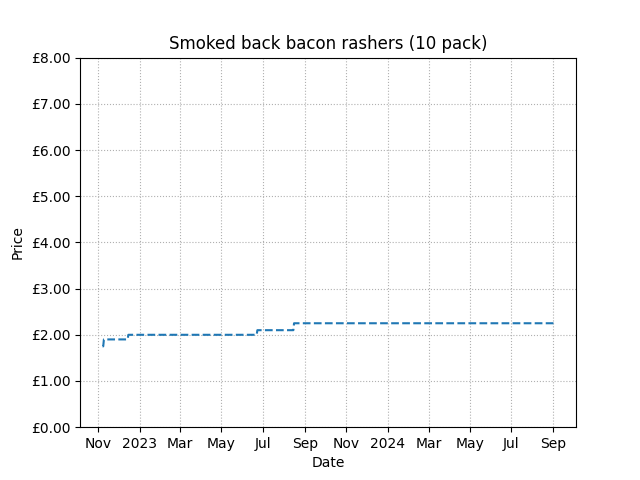 Smoked back bacon rashers (10 pack)
£8.00
£7.00
£6.00
£5.00
£4.00
£3.00
£2.00
£1.00
£0.00
Price
Nov 2023 Mar May Jul Sep Nov 2024 Mar May Jul Sep
Date